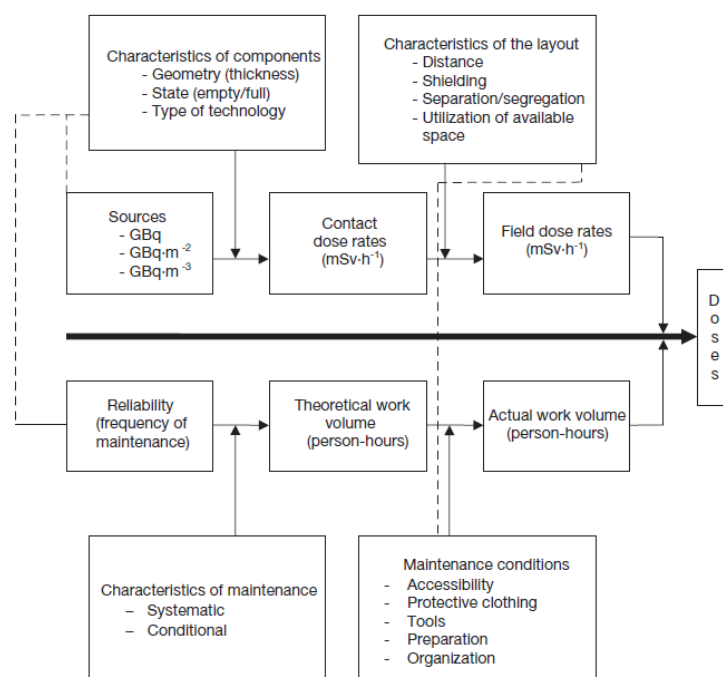 Characteristics of components
- Geometry (thickness)
- State (empty/full)
- Type of technology
Characteristics of the layout
- Distance
- Shielding
- Separation/segregation
- Utilization of available
space
Sources
- GBq
- GBq·m⁻²
- GBq·m⁻³
Contact
dose rates
(mSv·h⁻¹)
Field dose rates
(mSv·h⁻¹)
D
o
s
e
s
Reliability
(frequency of
maintenance)
Theoretical work
volume
(person-hours)
Actual work volume
(person-hours)
Characteristics of maintenance
– Systematic
– Conditional
Maintenance conditions
- Accessibility
- Protective clothing
- Tools
- Preparation
- Organization